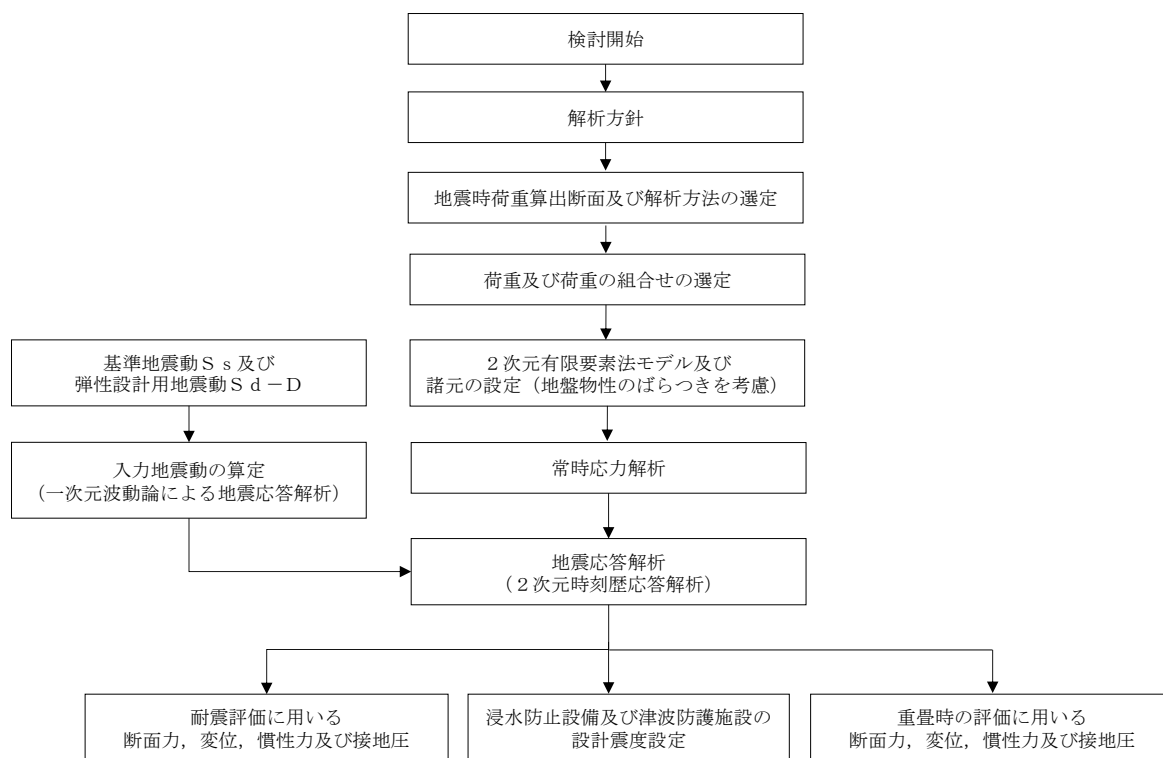 検討開始
解析方針
地震時荷重算出断面及び解析方法の選定
荷重及び荷重の組合せの選定
基準地震動Ｓｓ及び
弾性設計用地震動Ｓｄ－Ｄ
２次元有限要素法モデル及び
諸元の設定（地盤物性のばらつきを考慮）
入力地震動の算定
（一次元波動論による地震応答解析）
常時応力解析
地震応答解析
（２次元時刻歴応答解析）
耐震評価に用いる
断面力，変位，慣性力及び接地圧
浸水防止設備及び津波防護施設の
設計震度設定
重畳時の評価に用いる
断面力，変位，慣性力及び接地圧